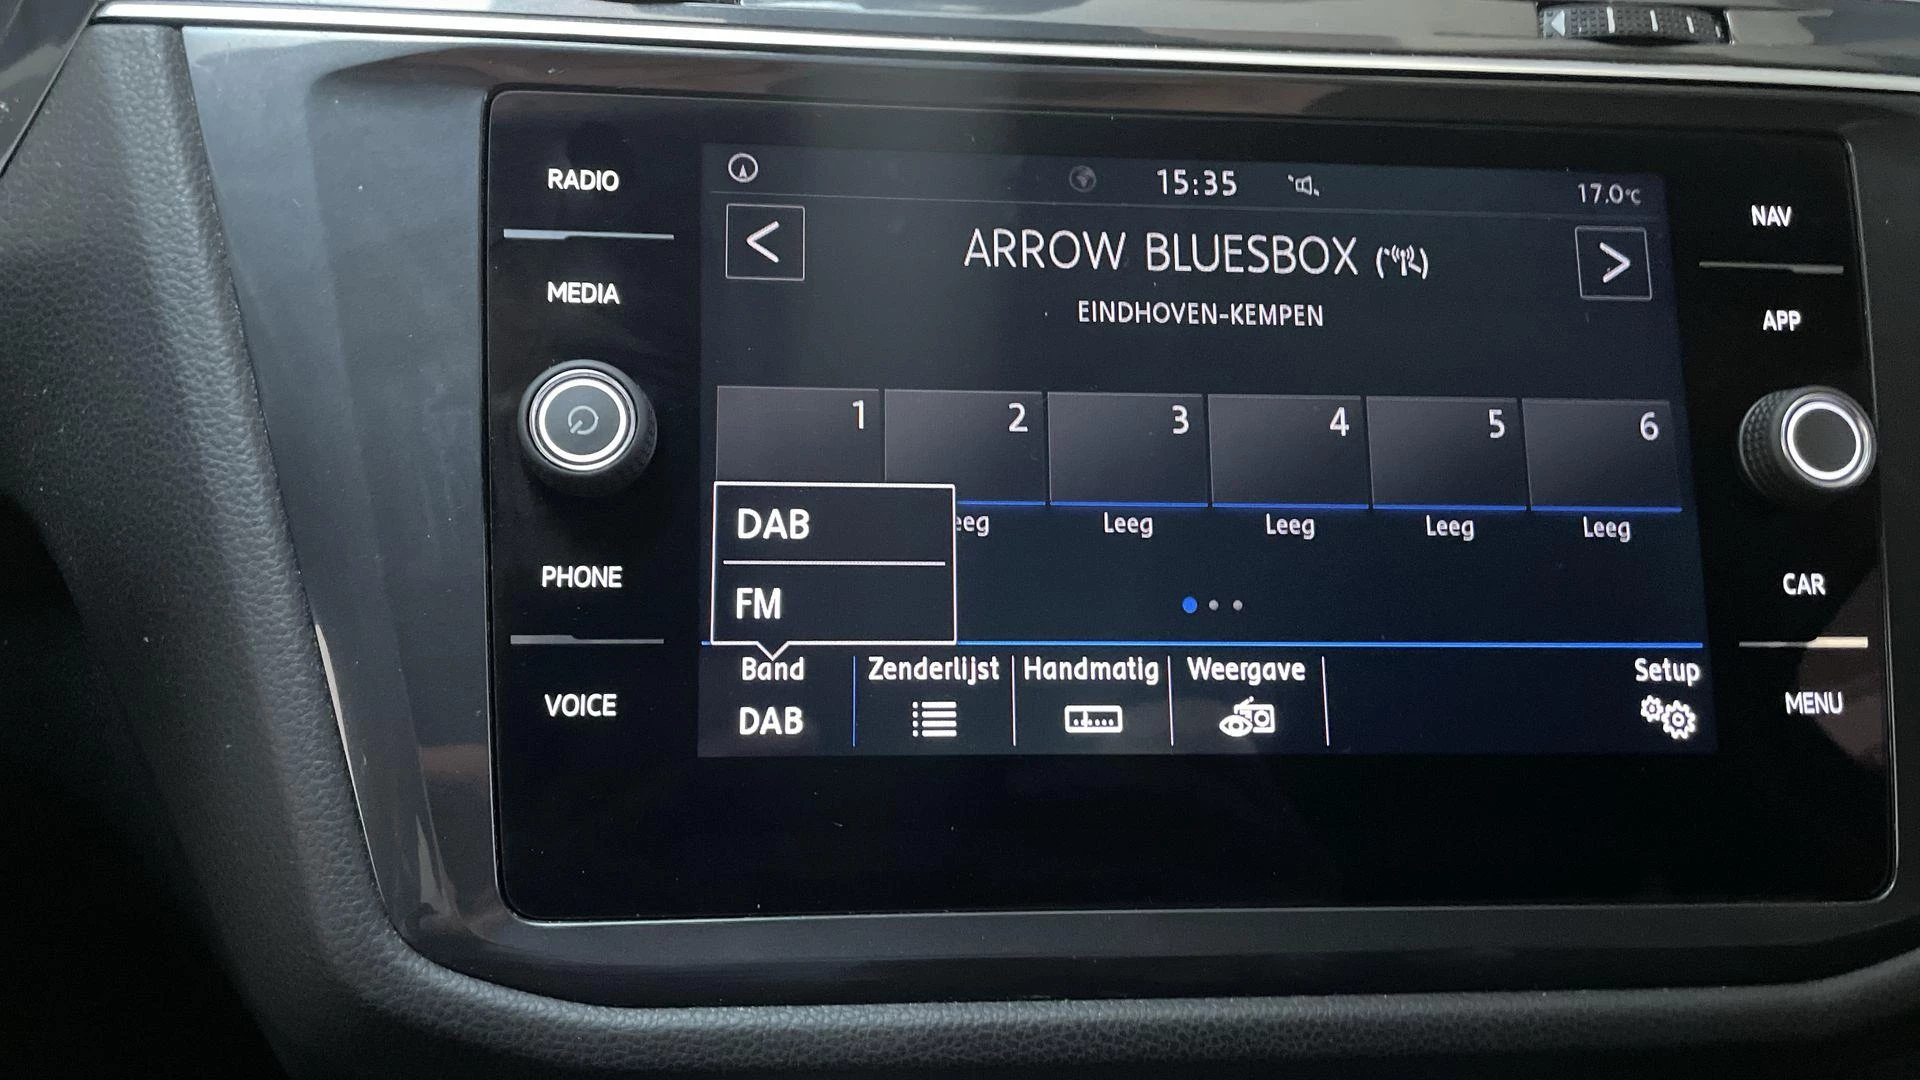 RADIO
MEDIA
PHONE
VOICE
15:35
17.0°C
<
ARROW BLUESBOX
>
EINDHOVEN-KEMPEN
1 2 3 4 5 6
Leeg Leeg Leeg Leeg
DAB
FM
Band Zenderlijst Handmatig Weergave Setup
DAB
NAV
APP
CAR
MENU